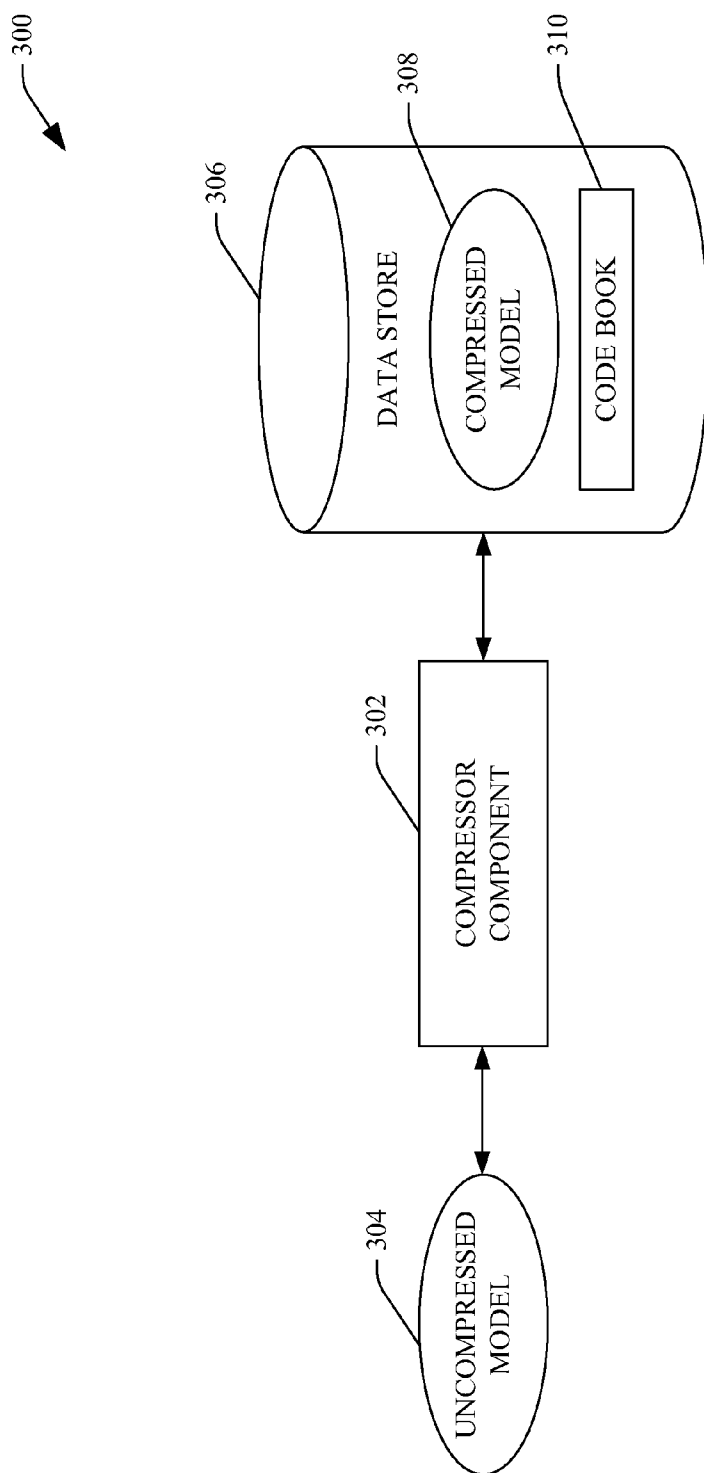 300
306
308
310
DATA STORE
COMPRESSED
MODEL
CODE BOOK
302
COMPRESSOR
COMPONENT
304
UNCOMPRESSED
MODEL